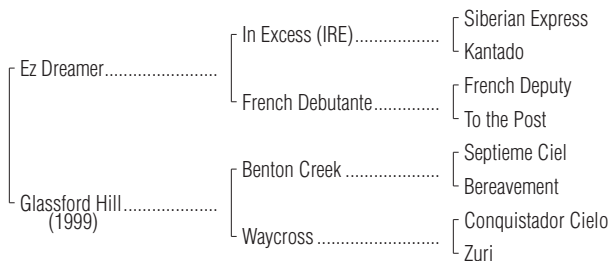 Siberian Express
In Excess (IRE)..................
Kantado
Ez Dreamer........................
French Deputy
French Debutante..............
To the Post
Septieme Ciel
Benton Creek ....................
Bereavement
Glassford Hill....................
(1999)
Conquistador Cielo
Waycross ..........................
Zuri